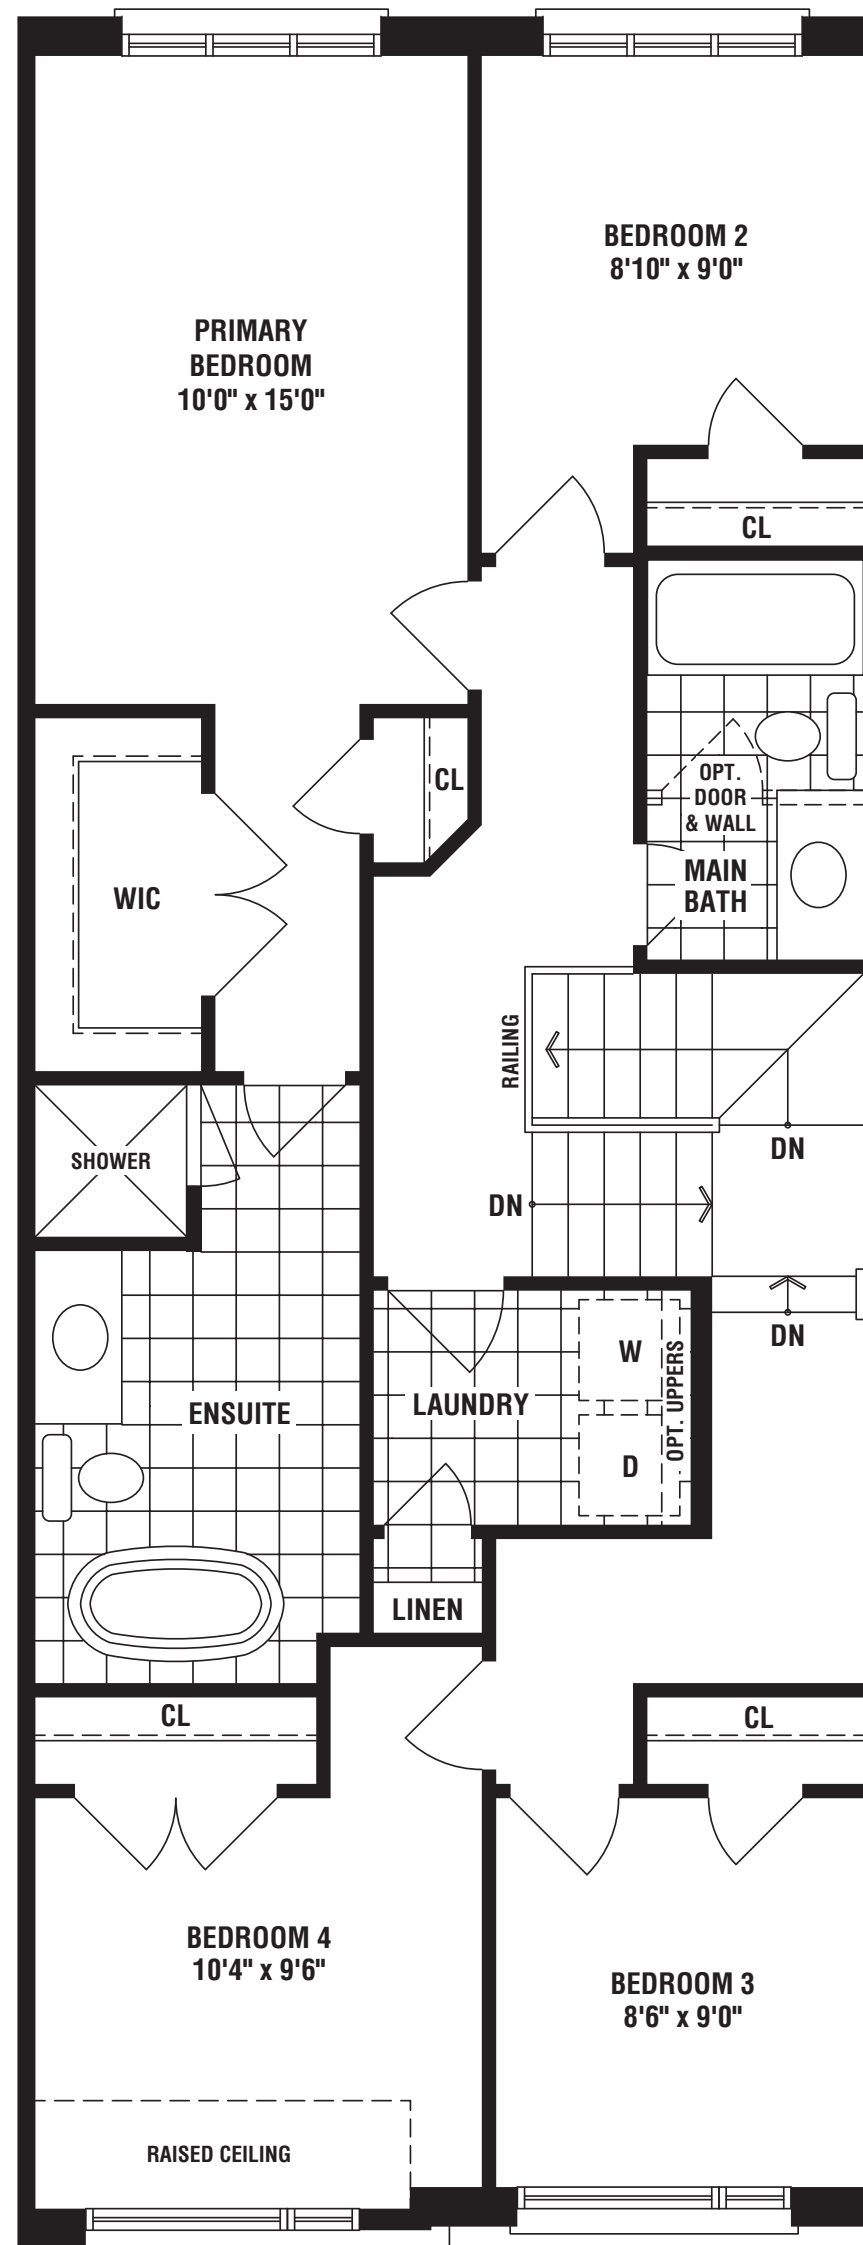 BEDROOM 2
8'10" x 9'0"
PRIMARY
BEDROOM
10'0" x 15'0"
CL
CL
OPT.
DOOR
& WALL
MAIN
BATH
WIC
RAILING
SHOWER
DN
DN
DN
W
OPT. UPPERS
LAUNDRY
ENSUITE
D
LINEN
CL
CL
BEDROOM 4
10'4" x 9'6"
BEDROOM 3
8'6" x 9'0"
RAISED CEILING